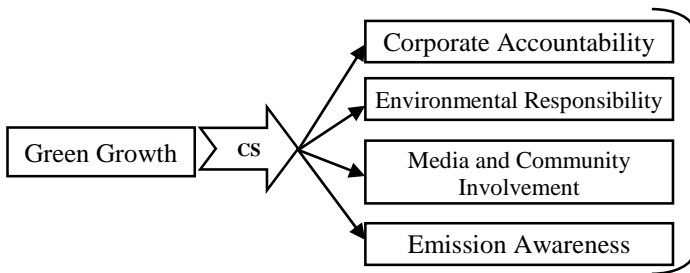 Green Growth
CS
Corporate Accountability
Environmental Responsibility
Media and Community
Involvement
Emission Awareness